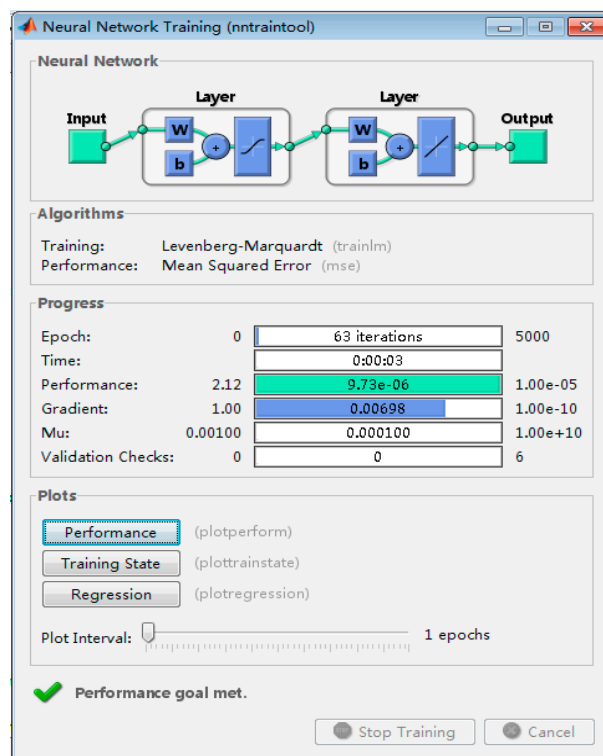 Neural Network Training (nntraintool)
Neural Network
Layer Layer
Input Output
W W
+ +
b b
Algorithms
Training: Levenberg-Marquardt (trainlm)
Performance: Mean Squared Error (mse)
Progress
Epoch: 0 63 iterations 5000
Time: 0:00:03
Performance: 2.12 9.73e-06 1.00e-05
Gradient: 1.00 0.00698 1.00e-10
Mu: 0.00100 0.000100 1.00e+10
Validation Checks: 0 0 6
Plots
Performance (plotperform)
Training State (plottrainstate)
Regression (plotregression)
Plot Interval: 1 epochs
Performance goal met.
Stop Training Cancel